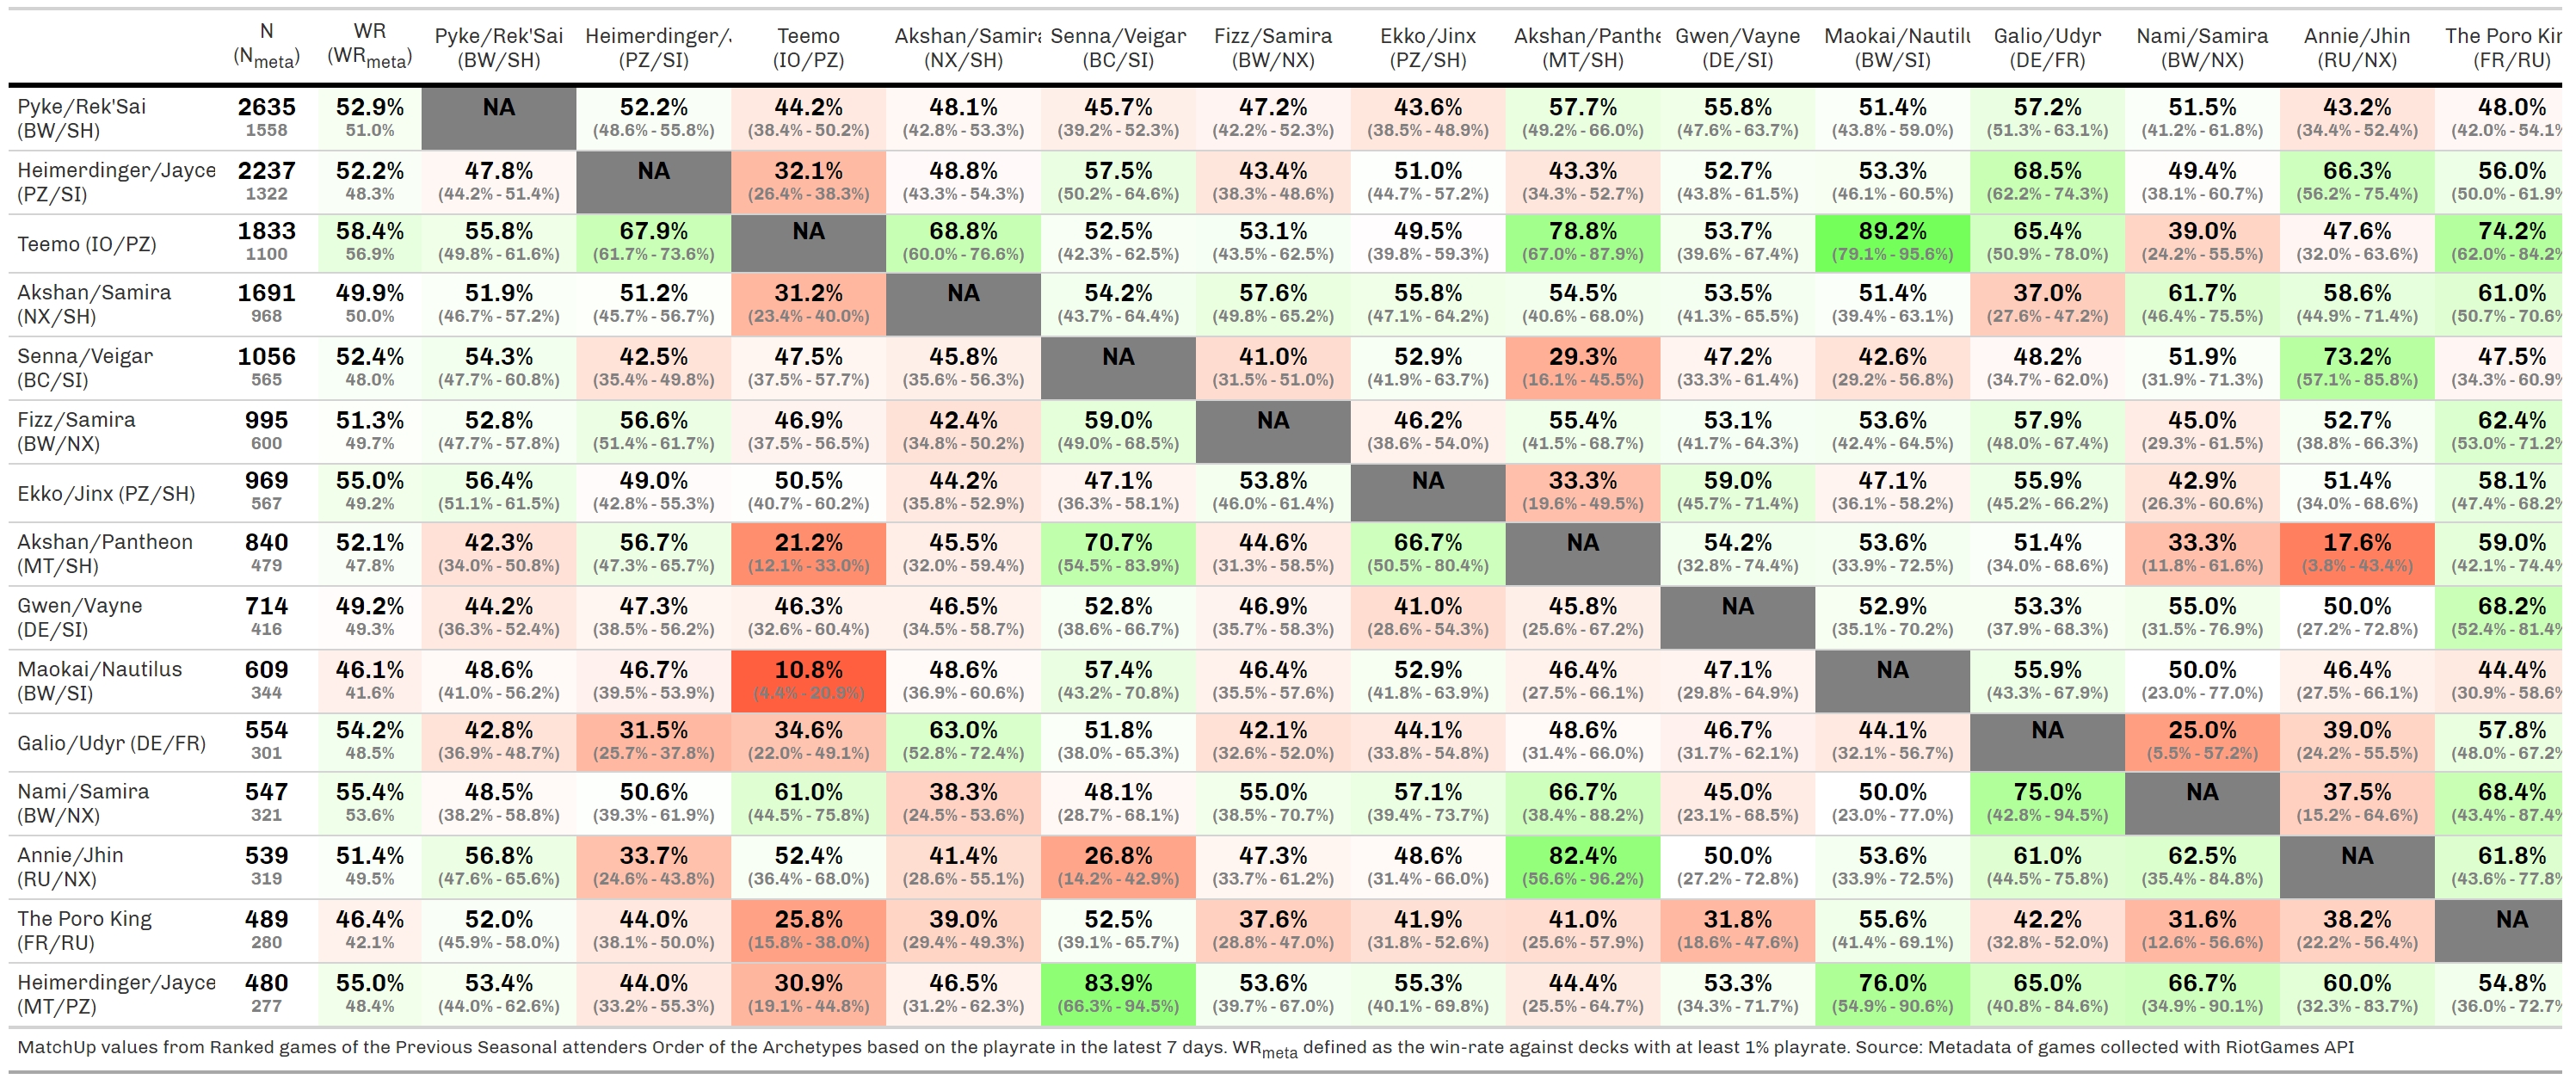 N WR Pyke/Rek'Sai Heimerdinger/J Teemo Akshan/Samira Senna/Veigar Fizz/Samira Ekko/Jinx Akshan/Panthe Gwen/Vayne Maokai/Nautilu Galio/Udyr Nami/Samira Annie/Jhin The Poro Kin
(Nmeta) (WRmeta) (BW/SH) (PZ/SI) (IO/PZ) (NX/SH) (BC/SI) (BW/NX) (PZ/SH) (MT/SH) (DE/SI) (BW/SI) (DE/FR) (BW/NX) (RU/NX) (FR/RU)
Pyke/Rek'Sai 2635 52.9% NA 52.2% 44.2% 48.1% 45.7% 47.2% 43.6% 57.7% 55.8% 51.4% 57.2% 51.5% 43.2% 48.0%
(BW/SH) 1558 51.0% (48.6% - 55.8%) (38.4% - 50.2%) (42.8% - 53.3%) (39.2% - 52.3%) (42.2% - 52.3%) (38.5% - 48.9%) (49.2% - 66.0%) (47.6% - 63.7%) (43.8% - 59.0%) (51.3% - 63.1%) (41.2% - 61.8%) (34.4% - 52.4%) (42.0% - 54.1%
Heimerdinger/Jayce 2237 52.2% 47.8% NA 32.1% 48.8% 57.5% 43.4% 51.0% 43.3% 52.7% 53.3% 68.5% 49.4% 66.3% 56.0%
(PZ/SI) 1322 48.3% (44.2% - 51.4%) (26.4% - 38.3%) (43.3% - 54.3%) (50.2% - 64.6%) (38.3% - 48.6%) (44.7% - 57.2%) (34.3% - 52.7%) (43.8% - 61.5%) (46.1% - 60.5%) (62.2% - 74.3%) (38.1% - 60.7%) (56.2% - 75.4%) (50.0% - 61.9%
Teemo (IO/PZ) 1833 58.4% 55.8% 67.9% NA 68.8% 52.5% 53.1% 49.5% 78.8% 53.7% 89.2% 65.4% 39.0% 47.6% 74.2%
1100 56.9% (49.8% - 61.6%) (61.7% - 73.6%) (60.0% - 76.6%) (42.3% - 62.5%) (43.5% - 62.5%) (39.8% - 59.3%) (67.0% - 87.9%) (39.6% - 67.4%) (79.1% - 95.6%) (50.9% - 78.0%) (24.2% - 55.5%) (32.0% - 63.6%) (62.0% - 84.2%
Akshan/Samira 1691 49.9% 51.9% 51.2% 31.2% NA 54.2% 57.6% 55.8% 54.5% 53.5% 51.4% 37.0% 61.7% 58.6% 61.0%
(NX/SH) 968 50.0% (46.7% - 57.2%) (45.7% - 56.7%) (23.4% - 40.0%) (43.7% - 64.4%) (49.8% - 65.2%) (47.1% - 64.2%) (40.6% - 68.0%) (41.3% - 65.5%) (39.4% - 63.1%) (27.6% - 47.2%) (46.4% - 75.5%) (44.9% - 71.4%) (50.7% - 70.6%
Senna/Veigar 1056 52.4% 54.3% 42.5% 47.5% 45.8% NA 41.0% 52.9% 29.3% 47.2% 42.6% 48.2% 51.9% 73.2% 47.5%
(BC/SI) 565 48.0% (47.7% - 60.8%) (35.4% - 49.8%) (37.5% - 57.7%) (35.6% - 56.3%) (31.5% - 51.0%) (41.9% - 63.7%) (16.1% - 45.5%) (33.3% - 61.4%) (29.2% - 56.8%) (34.7% - 62.0%) (31.9% - 71.3%) (57.1% - 85.8%) (34.3% - 60.9%
Fizz/Samira 995 51.3% 52.8% 56.6% 46.9% 42.4% 59.0% NA 46.2% 55.4% 53.1% 53.6% 57.9% 45.0% 52.7% 62.4%
(BW/NX) 600 49.7% (47.7% - 57.8%) (51.4% - 61.7%) (37.5% - 56.5%) (34.8% - 50.2%) (49.0% - 68.5%) (38.6% - 54.0%) (41.5% - 68.7%) (41.7% - 64.3%) (42.4% - 64.5%) (48.0% - 67.4%) (29.3% - 61.5%) (38.8% - 66.3%) (53.0% - 71.2%
Ekko/Jinx (PZ/SH) 969 55.0% 56.4% 49.0% 50.5% 44.2% 47.1% 53.8% NA 33.3% 59.0% 47.1% 55.9% 42.9% 51.4% 58.1%
567 49.2% (51.1% - 61.5%) (42.8% - 55.3%) (40.7% - 60.2%) (35.8% - 52.9%) (36.3% - 58.1%) (46.0% - 61.4%) (19.6% - 49.5%) (45.7% - 71.4%) (36.1% - 58.2%) (45.2% - 66.2%) (26.3% - 60.6%) (34.0% - 68.6%) (47.4% - 68.2%
Akshan/Pantheon 840 52.1% 42.3% 56.7% 21.2% 45.5% 70.7% 44.6% 66.7% NA 54.2% 53.6% 51.4% 33.3% 17.6% 59.0%
(MT/SH) 479 47.8% (34.0% - 50.8%) (47.3% - 65.7%) (12.1% - 33.0%) (32.0% - 59.4%) (54.5% - 83.9%) (31.3% - 58.5%) (50.5% - 80.4%) (32.8% - 74.4%) (33.9% - 72.5%) (34.0% - 68.6%) (11.8% - 61.6%) (3.8% - 43.4%) (42.1% - 74.4%
Gwen/Vayne 714 49.2% 44.2% 47.3% 46.3% 46.5% 52.8% 46.9% 41.0% 45.8% NA 52.9% 53.3% 55.0% 50.0% 68.2%
(DE/SI) 416 49.3% (36.3% - 52.4%) (38.5% - 56.2%) (32.6% - 60.4%) (34.5% - 58.7%) (38.6% - 66.7%) (35.7% - 58.3%) (28.6% - 54.3%) (25.6% - 67.2%) (35.1% - 70.2%) (37.9% - 68.3%) (31.5% - 76.9%) (27.2% - 72.8%) (52.4% - 81.4%
Maokai/Nautilus 609 46.1% 48.6% 46.7% 10.8% 48.6% 57.4% 46.4% 52.9% 46.4% 47.1% NA 55.9% 50.0% 46.4% 44.4%
(BW/SI) 344 41.6% (41.0% - 56.2%) (39.5% - 53.9%) (4.4% - 20.9%) (36.9% - 60.6%) (43.2% - 70.8%) (35.5% - 57.6%) (41.8% - 63.9%) (27.5% - 66.1%) (29.8% - 64.9%) (43.3% - 67.9%) (23.0% - 77.0%) (27.5% - 66.1%) (30.9% - 58.6%
Galio/Udyr (DE/FR) 554 54.2% 42.8% 31.5% 34.6% 63.0% 51.8% 42.1% 44.1% 48.6% 46.7% 44.1% NA 25.0% 39.0% 57.8%
301 48.5% (36.9% - 48.7%) (25.7% - 37.8%) (22.0% - 49.1%) (52.8% - 72.4%) (38.0% - 65.3%) (32.6% - 52.0%) (33.8% - 54.8%) (31.4% - 66.0%) (31.7% - 62.1%) (32.1% - 56.7%) (5.5% - 57.2%) (24.2% - 55.5%) (48.0% - 67.2%
Nami/Samira 547 55.4% 48.5% 50.6% 61.0% 38.3% 48.1% 55.0% 57.1% 66.7% 45.0% 50.0% 75.0% NA 37.5% 68.4%
(BW/NX) 321 53.6% (38.2% - 58.8%) (39.3% - 61.9%) (44.5% - 75.8%) (24.5% - 53.6%) (28.7% - 68.1%) (38.5% - 70.7%) (39.4% - 73.7%) (38.4% - 88.2%) (23.1% - 68.5%) (23.0% - 77.0%) (42.8% - 94.5%) (15.2% - 64.6%) (43.4% - 87.4%
Annie/Jhin 539 51.4% 56.8% 33.7% 52.4% 41.4% 26.8% 47.3% 48.6% 82.4% 50.0% 53.6% 61.0% 62.5% NA 61.8%
(RU/NX) 319 49.5% (47.6% - 65.6%) (24.6% - 43.8%) (36.4% - 68.0%) (28.6% - 55.1%) (14.2% - 42.9%) (33.7% - 61.2%) (31.4% - 66.0%) (56.6% - 96.2%) (27.2% - 72.8%) (33.9% - 72.5%) (44.5% - 75.8%) (35.4% - 84.8%) (43.6% - 77.8%
The Poro King 489 46.4% 52.0% 44.0% 25.8% 39.0% 52.5% 37.6% 41.9% 41.0% 31.8% 55.6% 42.2% 31.6% 38.2% NA
(FR/RU) 280 42.1% (45.9% - 58.0%) (38.1% - 50.0%) (15.8% - 38.0%) (29.4% - 49.3%) (39.1% - 65.7%) (28.8% - 47.0%) (31.8% - 52.6%) (25.6% - 57.9%) (18.6% - 47.6%) (41.4% - 69.1%) (32.8% - 52.0%) (12.6% - 56.6%) (22.2% - 56.4%)
Heimerdinger/Jayce 480 55.0% 53.4% 44.0% 30.9% 46.5% 83.9% 53.6% 55.3% 44.4% 53.3% 76.0% 65.0% 66.7% 60.0% 54.8%
(MT/PZ) 277 48.4% (44.0% - 62.6%) (33.2% - 55.3%) (19.1% - 44.8%) (31.2% - 62.3%) (66.3% - 94.5%) (39.7% - 67.0%) (40.1% - 69.8%) (25.5% - 64.7%) (34.3% - 71.7%) (54.9% - 90.6%) (40.8% - 84.6%) (34.9% - 90.1%) (32.3% - 83.7%) (36.0% - 72.7%
MatchUp values from Ranked games of the Previous Seasonal attenders Order of the Archetypes based on the playrate in the latest 7 days. WRmeta defined as the win-rate against decks with at least 1% playrate. Source: Metadata of games collected with RiotGames API